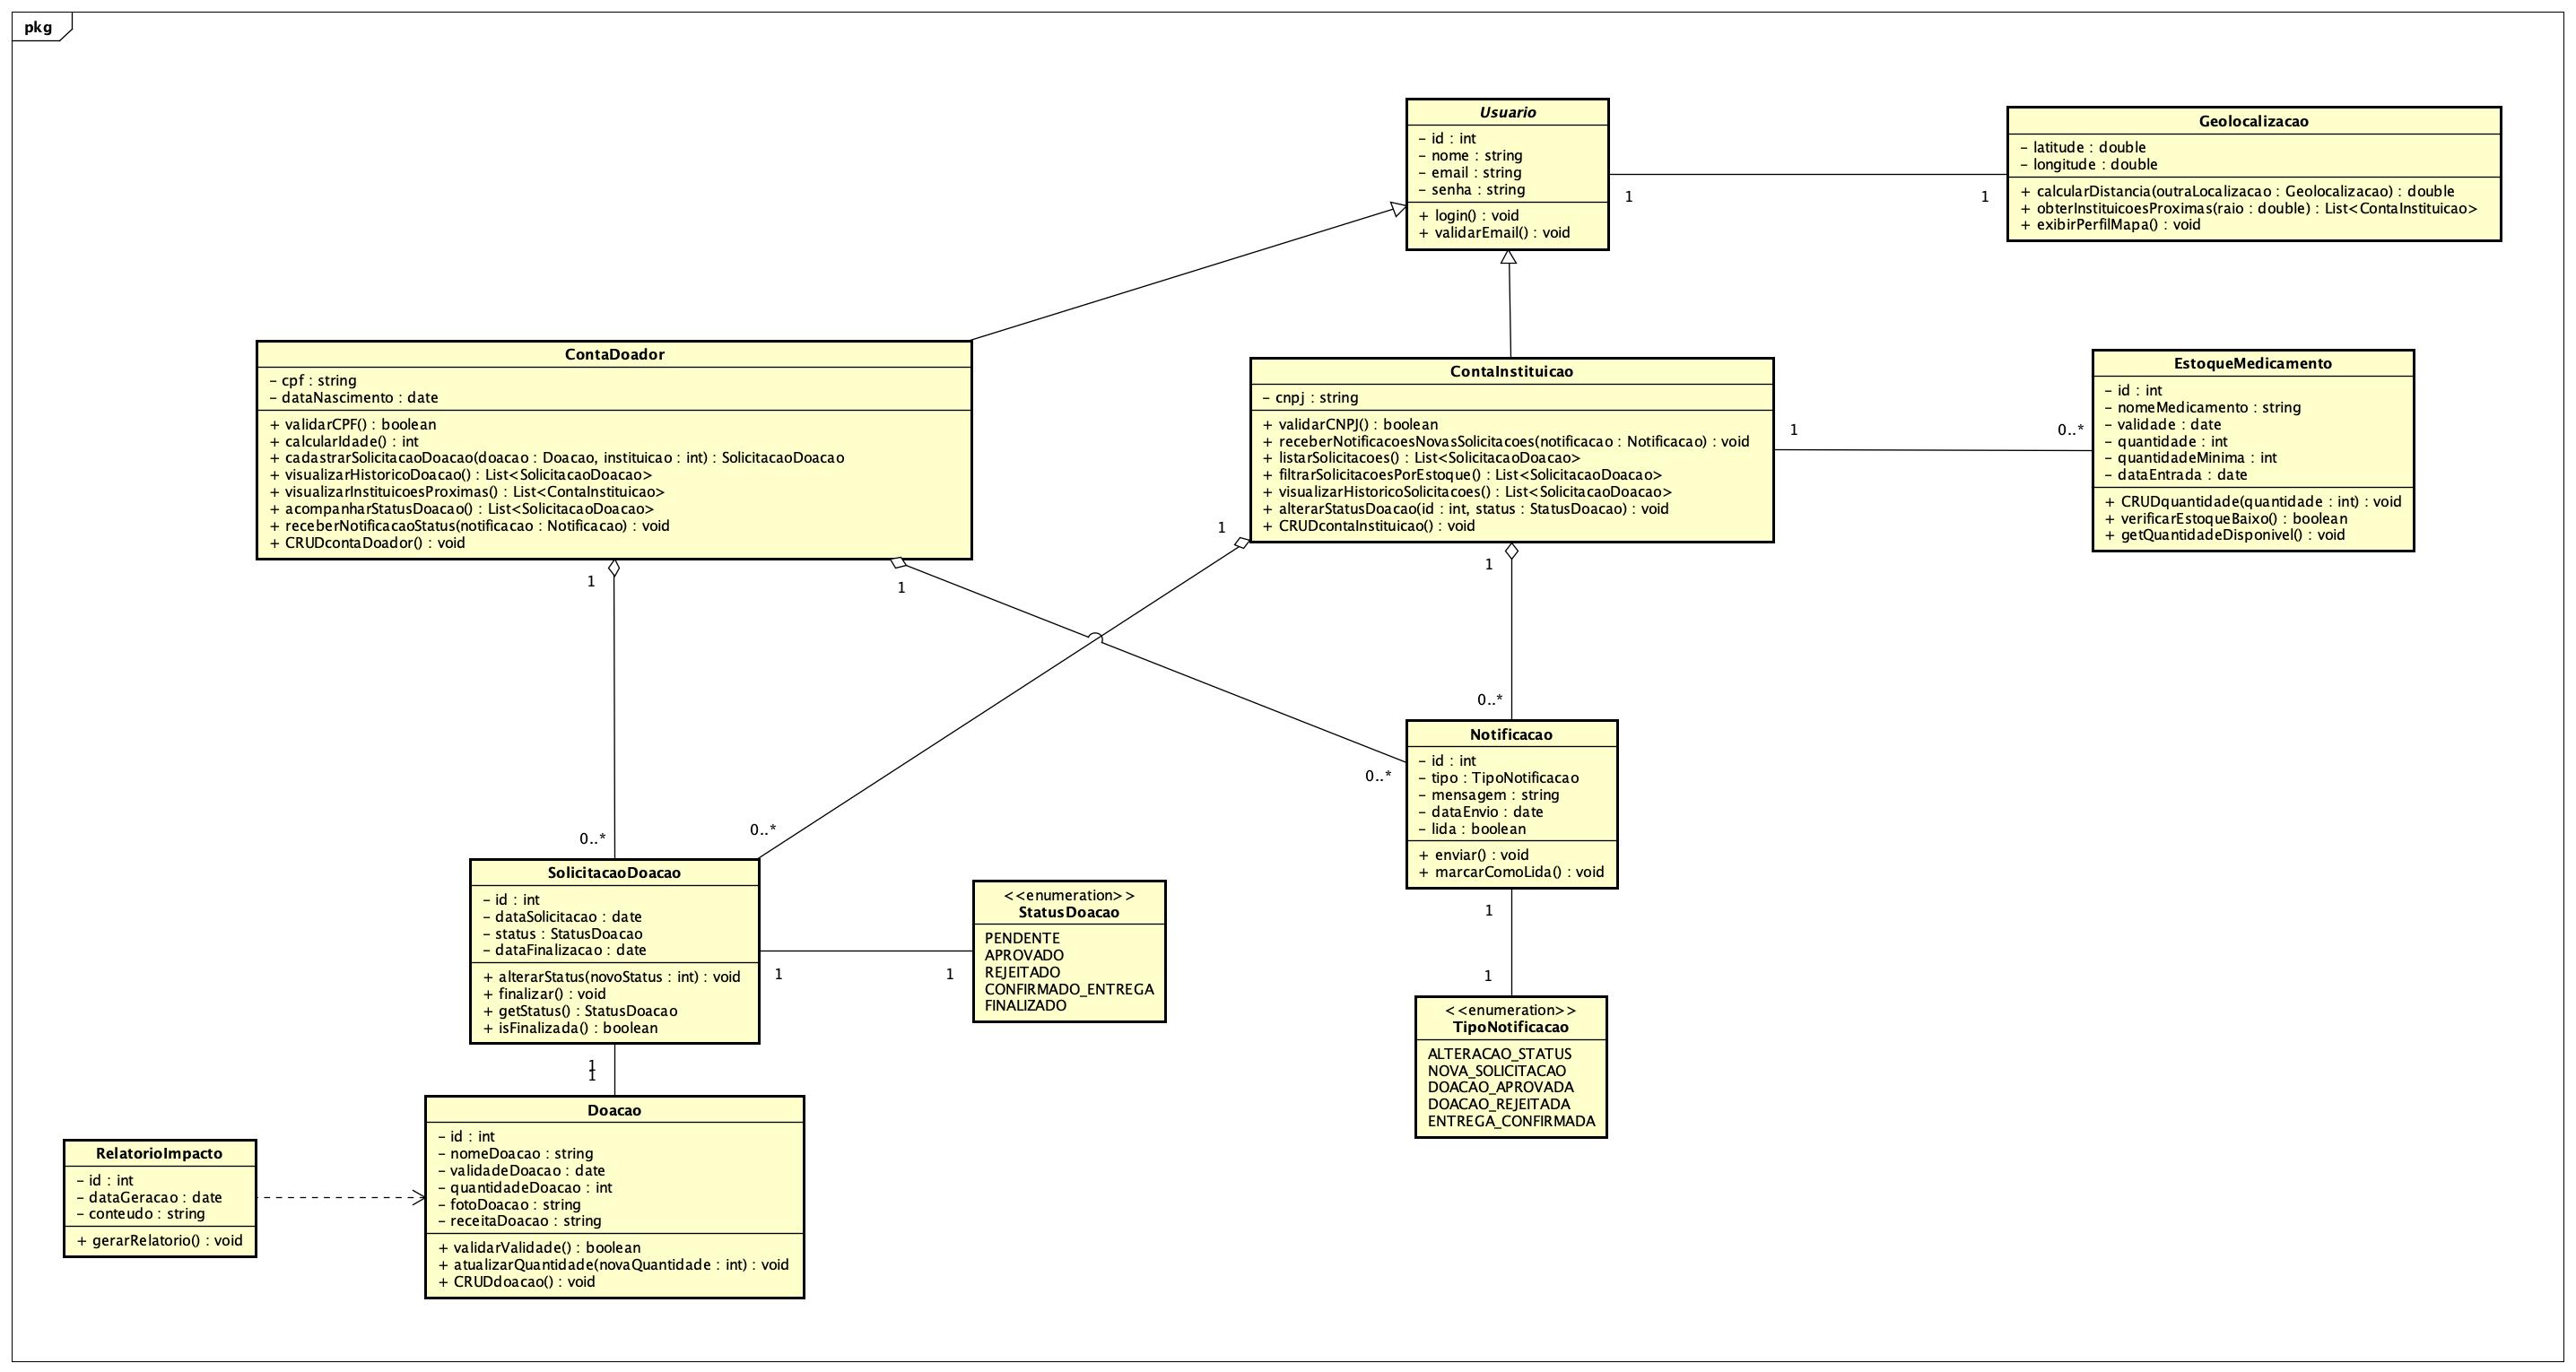 pkg
Usuario
– id : int
– nome : string
– email : string
– senha : string
+ login() : void
+ validarEmail() : void
1
1
Geolocalizacao
– latitude : double
– longitude : double
+ calcularDistancia(outraLocalizacao : Geolocalizacao) : double
+ obterInstituicoesProximas(raio : double) : List<ContaInstituicao>
+ exibirPerfilMapa() : void
ContaDoador
– cpf : string
– dataNascimento : date
+ validarCPF() : boolean
+ calcularIdade() : int
+ cadastrarSolicitacaoDoacao(doacao : Doacao, instituicao : int) : SolicitacaoDoacao
+ visualizarHistoricoDoacao() : List<SolicitacaoDoacao>
+ visualizarInstituicoesProximas() : List<ContaInstituicao>
+ acompanharStatusDoacao() : List<SolicitacaoDoacao>
+ receberNotificacaoStatus(notificacao : Notificacao) : void
+ CRUDcontaDoador() : void
ContaInstituicao
– cnpj : string
+ validarCNPJ() : boolean
+ receberNotificacoesNovasSolicitacoes(notificacao : Notificacao) : void
+ listarSolicitacoes() : List<SolicitacaoDoacao>
+ filtrarSolicitacoesPorEstoque() : List<SolicitacaoDoacao>
+ visualizarHistoricoSolicitacoes() : List<SolicitacaoDoacao>
+ alterarStatusDoacao(id : int, status : StatusDoacao) : void
+ CRUDcontaInstituicao() : void
1
0..*
EstoqueMedicamento
– id : int
– nomeMedicamento : string
– validade : date
– quantidade : int
– quantidadeMinima : int
– dataEntrada : date
+ CRUDquantidade(quantidade : int) : void
+ verificarEstoqueBaixo() : boolean
+ getQuantidadeDisponivel() : void
1
1
1
1
0..*
0..*
0..*
0..*
Notificacao
– id : int
– tipo : TipoNotificacao
– mensagem : string
– dataEnvio : date
– lida : boolean
+ enviar() : void
+ marcarComoLida() : void
1
1
SolicitacaoDoacao
– id : int
– dataSolicitacao : date
– status : StatusDoacao
– dataFinalizacao : date
+ alterarStatus(novoStatus : int) : void
+ finalizar() : void
+ getStatus() : StatusDoacao
+ isFinalizada() : boolean
1
1
<<enumeration>>
StatusDoacao
PENDENTE
APROVADO
REJEITADO
CONFIRMADO_ENTREGA
FINALIZADO
<<enumeration>>
TipoNotificacao
ALTERACAO_STATUS
NOVA_SOLICITACAO
DOACAO_APROVADA
DOACAO_REJEITADA
ENTREGA_CONFIRMADA
1
1
Doacao
– id : int
– nomeDoacao : string
– validadeDoacao : date
– quantidadeDoacao : int
– fotoDoacao : string
– receitaDoacao : string
+ validarValidade() : boolean
+ atualizarQuantidade(novaQuantidade : int) : void
+ CRUDdoacao() : void
RelatorioImpacto
– id : int
– dataGeracao : date
– conteudo : string
+ gerarRelatorio() : void